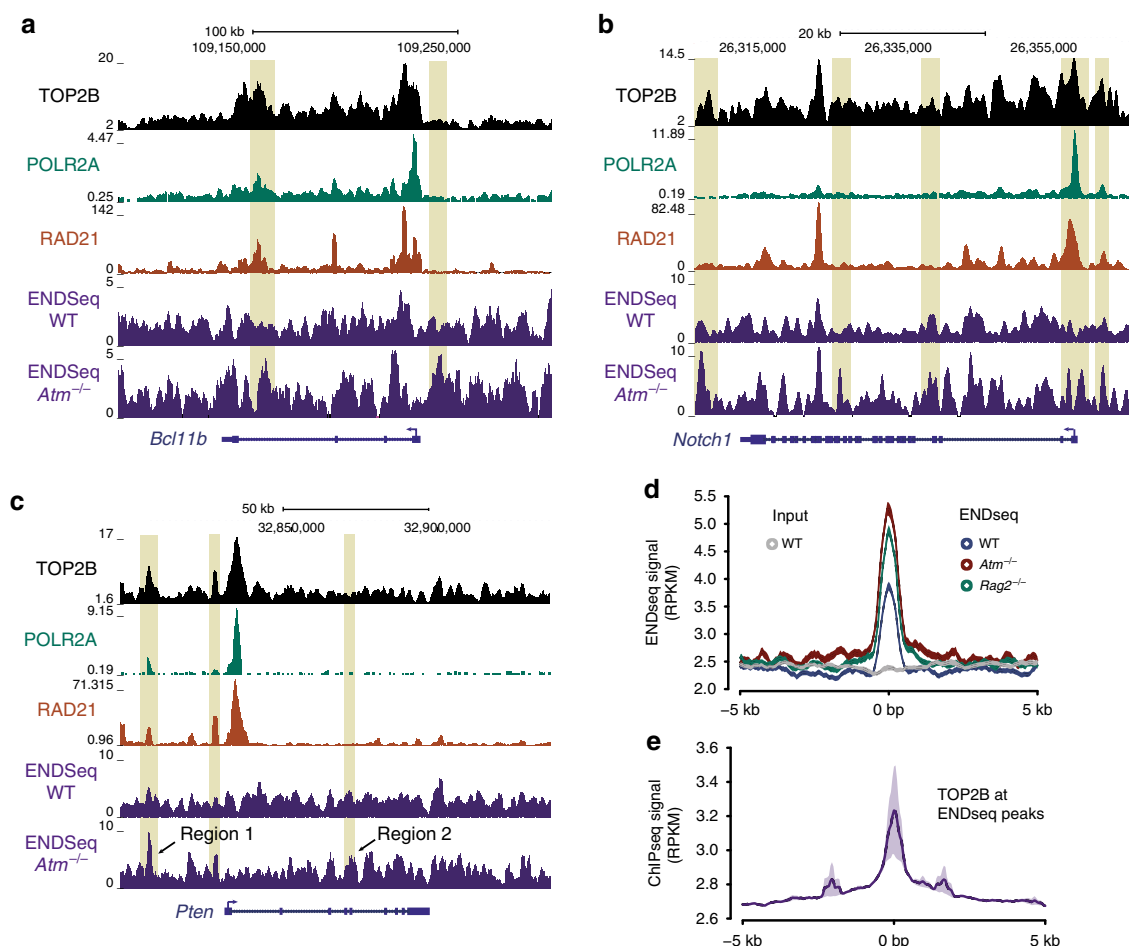 a
100 kb
109,150,000 109,250,000
20
TOP2B
2
4.47
POLR2A
0.25
142
RAD21
0
5
ENDSeq
WT
0
5
ENDSeq
Atm−/−
0
Bcl11b
b
20 kb
26,315,000 26,335,000 26,355,000
14.5
TOP2B
2
11.89
POLR2A
0.19
82.48
RAD21
0
10
ENDSeq
WT
0
10
ENDSeq
Atm−/−
0
Notch1
c
50 kb
32,850,000 32,900,000
17
TOP2B
1.6
9.15
POLR2A
0.19
71.315
RAD21
0.96
10
ENDSeq
WT
0
10
ENDSeq
Atm−/−
0
Region 1
Region 2
Pten
d
ENDseq signal
(RPKM)
5.5
5.0
4.5
4.0
3.5
3.0
2.5
2.0
Input
WT
ENDseq
WT
Atm−/−
Rag2−/−
−5 kb 0 bp 5 kb
e
ChIPseq signal
(RPKM)
3.6
3.4
3.2
3.0
2.8
2.6
TOP2B at
ENDseq peaks
−5 kb 0 bp 5 kb